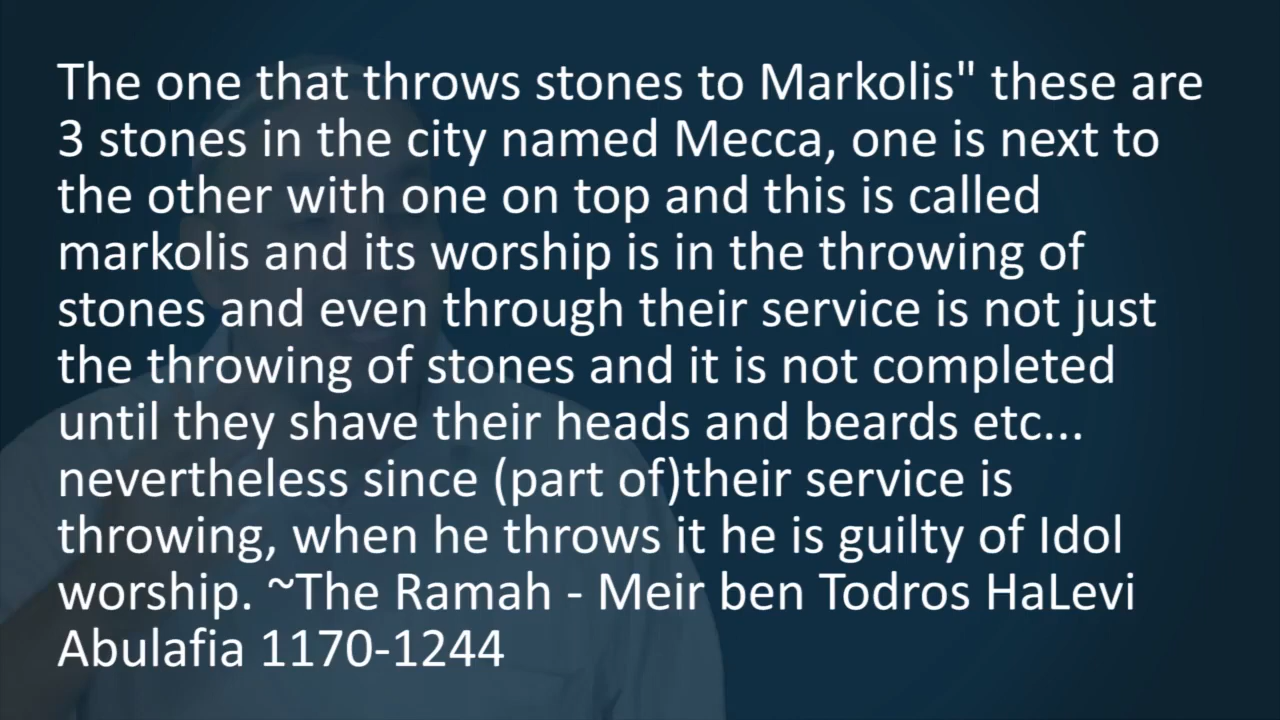 The one that throws stones to Markolis" these are
3 stones in the city named Mecca, one is next to
the other with one on top and this is called
markolis and its worship is in the throwing of
stones and even through their service is not just
the throwing of stones and it is not completed
until they shave their heads and beards etc...
nevertheless since (part of)their service is
throwing, when he throws it he is guilty of Idol
worship. ~The Ramah - Meir ben Todros HaLevi
Abulafia 1170-1244